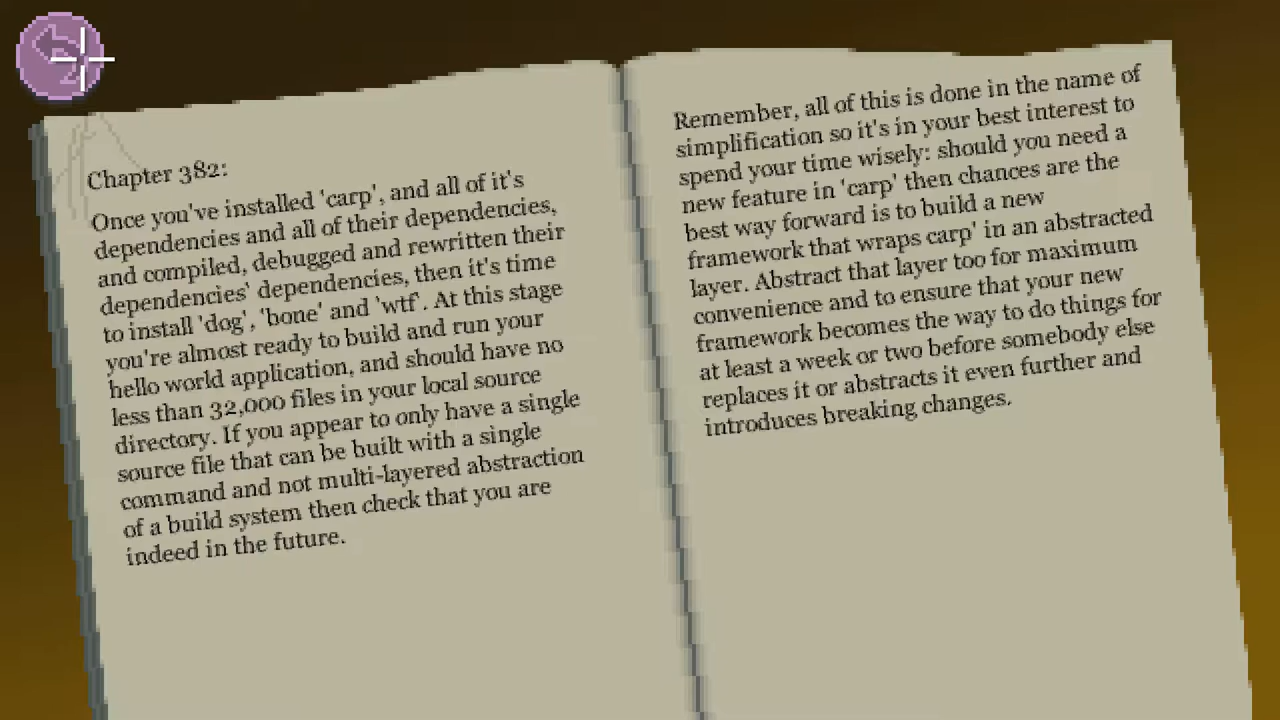 Chapter 382:
Once you've installed 'carp', and all of it's
dependencies and all of their dependencies,
and compiled, debugged and rewritten their
dependencies' dependencies, then it's time
to install 'dog', 'bone' and 'wtf'. At this stage
you're almost ready to build and run your
hello world application, and should have no
less than 32,000 files in your local source
directory. If you appear to only have a single
source file that can be built with a single
command and not multi-layered abstraction
of a build system then check that you are
indeed in the future.
Remember, all of this is done in the name of
simplification so it's in your best interest to
spend your time wisely: should you need a
new feature in 'carp' then chances are the
best way forward is to build a new
framework that wraps carp' in an abstracted
layer. Abstract that layer too for maximum
convenience and to ensure that your new
framework becomes the way to do things for
at least a week or two before somebody else
replaces it or abstracts it even further and
introduces breaking changes.